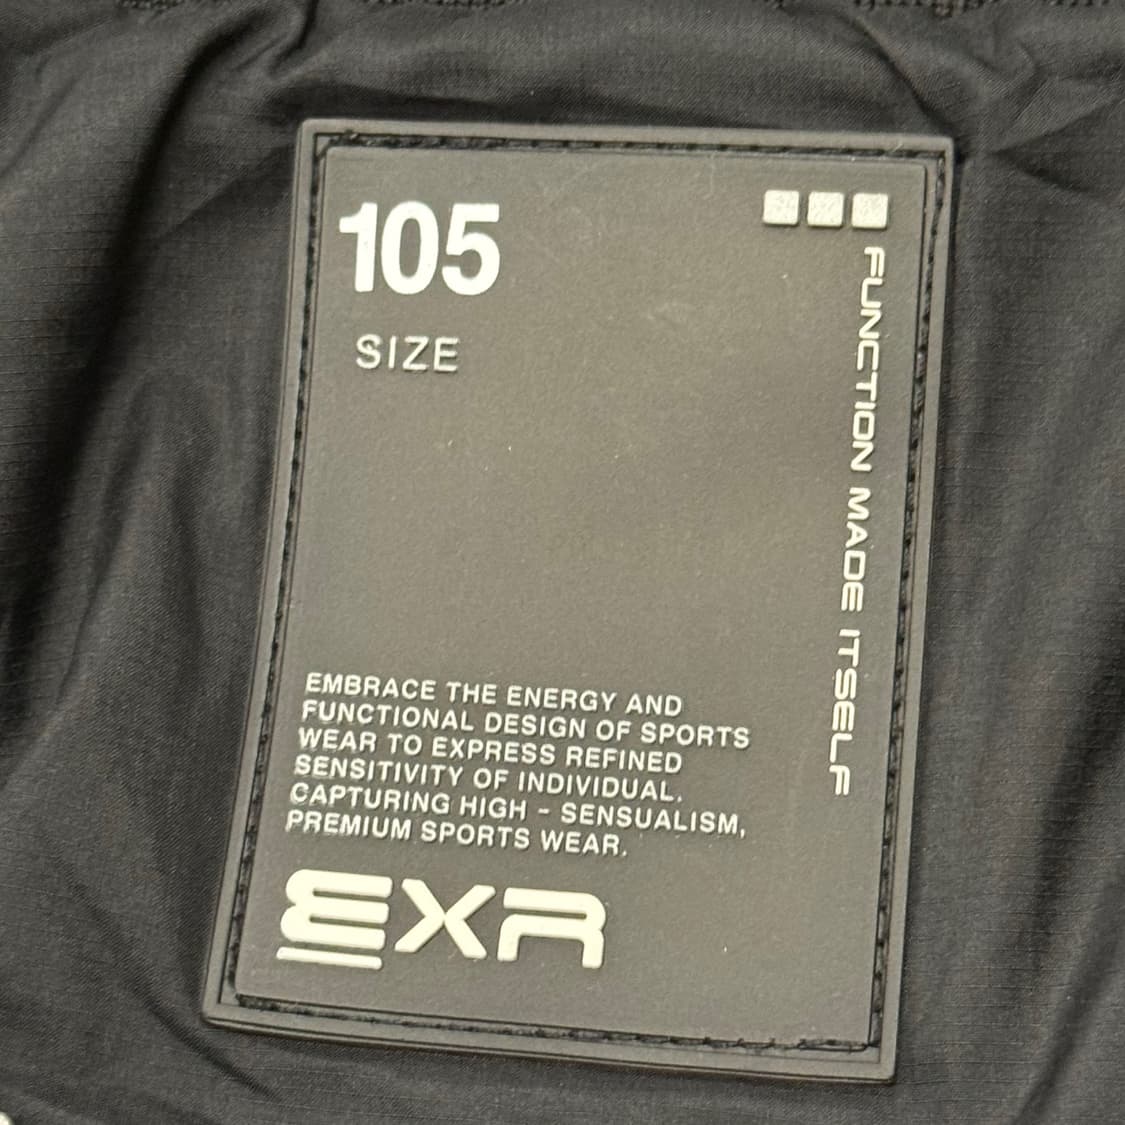 105
SIZE
FUNCTION MADE ITSELF
EMBRACE THE ENERGY AND
FUNCTIONAL DESIGN OF SPORTS
WEAR TO EXPRESS REFINED
SENSITIVITY OF INDIVIDUAL.
CAPTURING HIGH - SENSUALISM,
PREMIUM SPORTS WEAR.
EXR